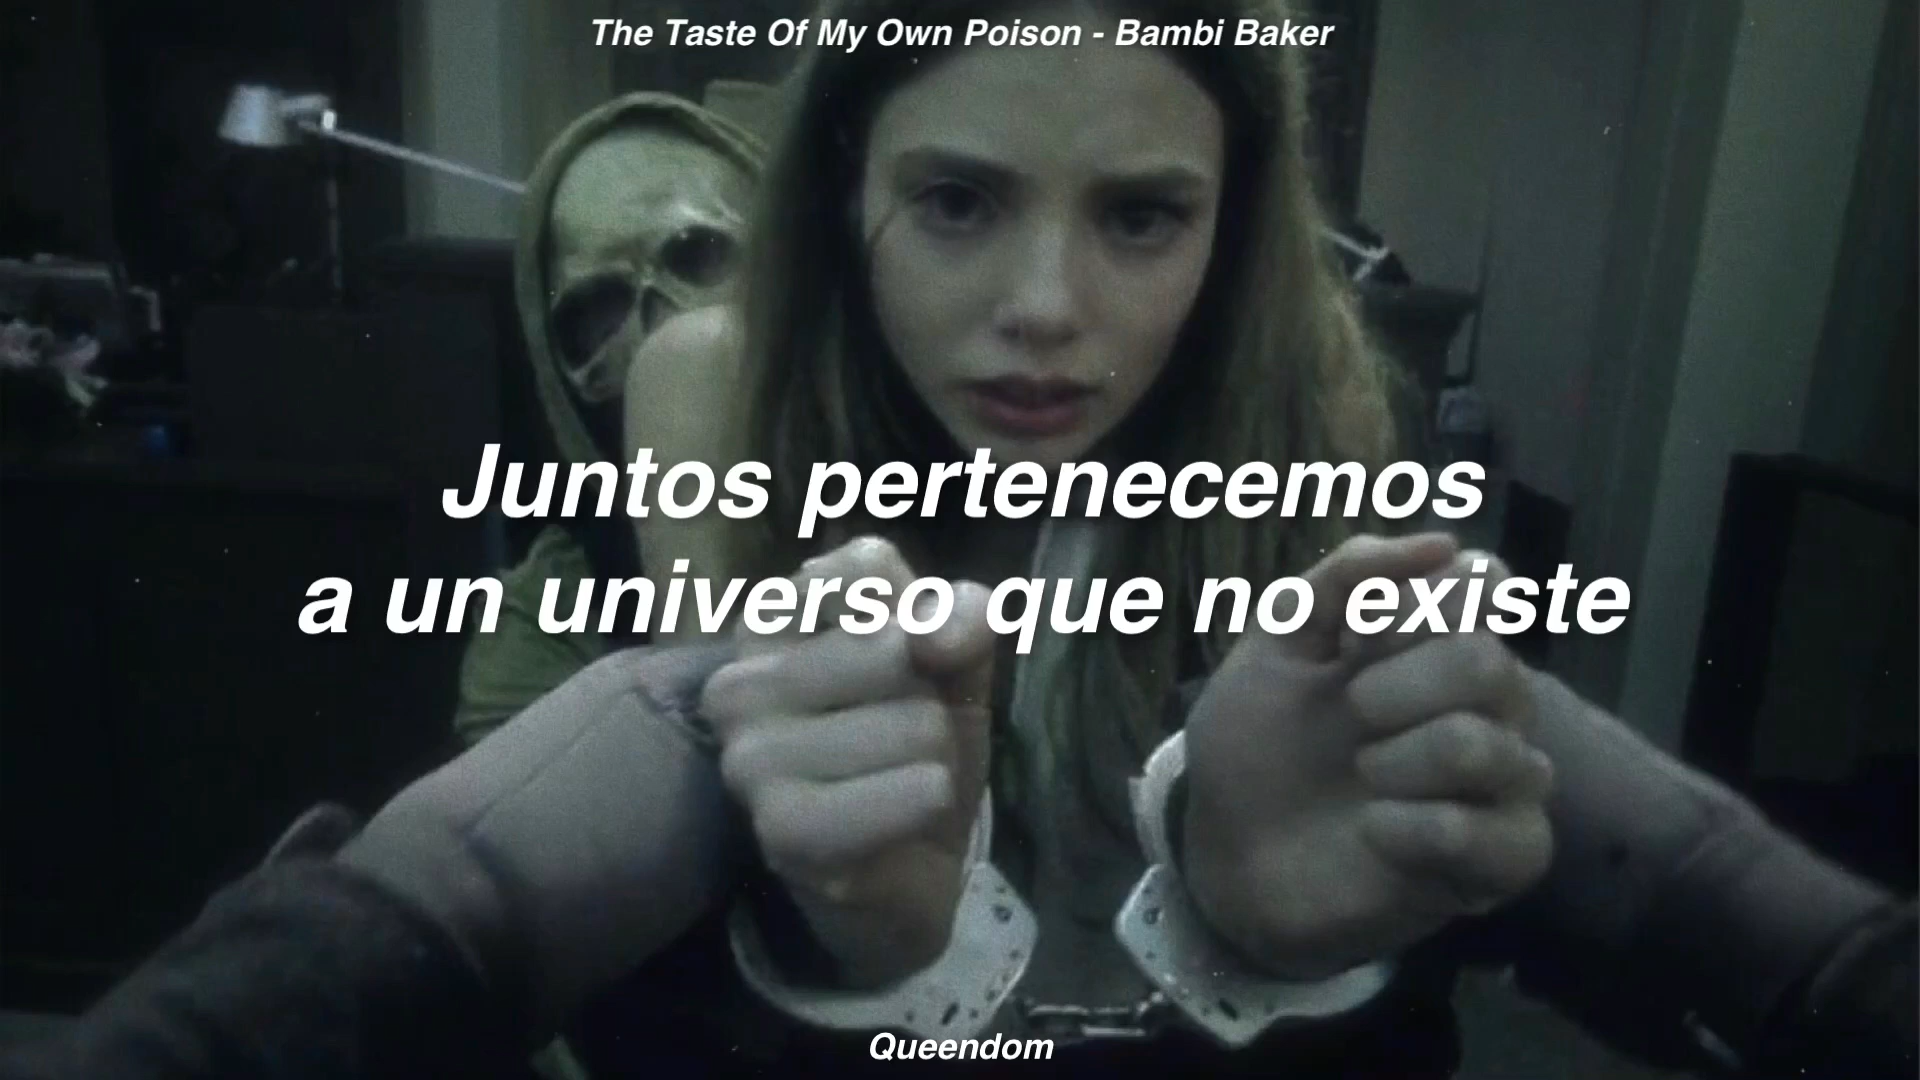 The Taste Of My Own Poison - Bambi Baker
Juntos pertenecemos
a un universo que no existe
Queendom